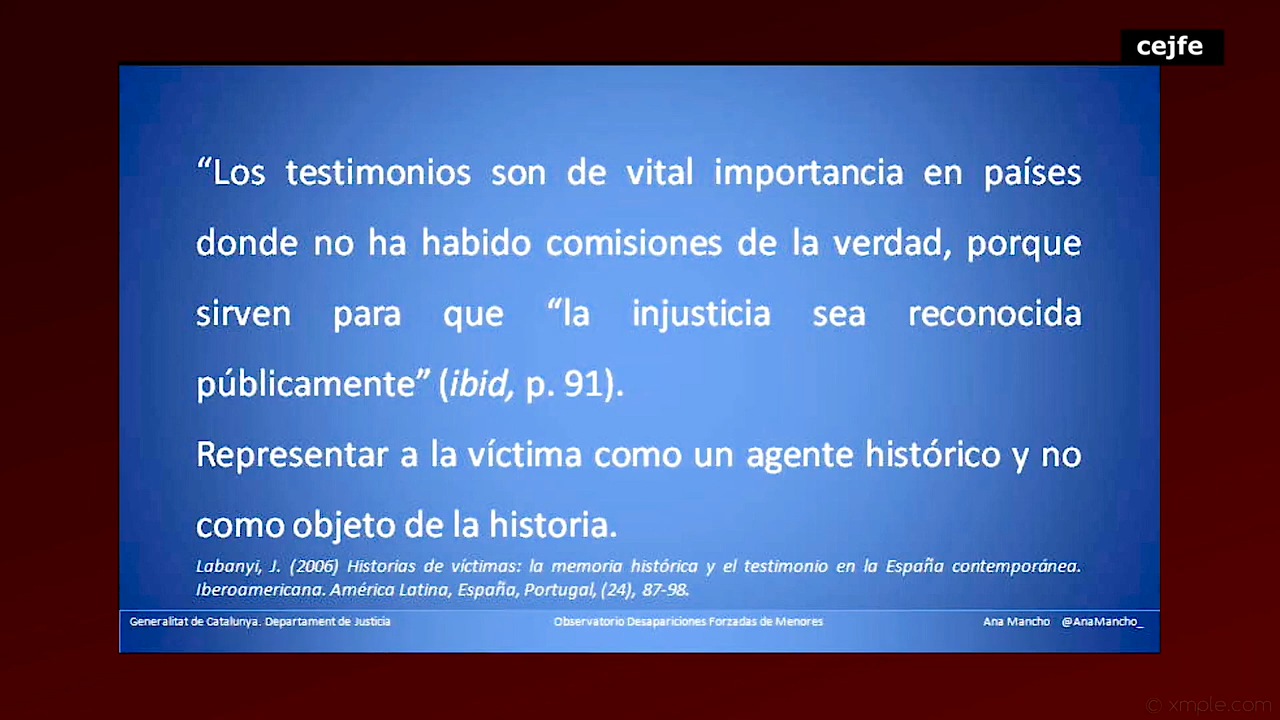 cejfe
“Los testimonios son de vital importancia en países
donde no ha habido comisiones de la verdad, porque
sirven para que “la injusticia sea reconocida
públicamente” (ibid, p. 91).
Representar a la víctima como un agente histórico y no
como objeto de la historia.
Labanyi, J. (2006) Historias de víctimas: la memoria histórica y el testimonio en la España contemporánea.
Iberoamericana. América Latina, España, Portugal, (24), 87-98.
Generalitat de Catalunya. Departament de Justicia Observatorio Desapariciones Forzadas de Menores Ana Mancho @AnaMancho_
© xmple.com